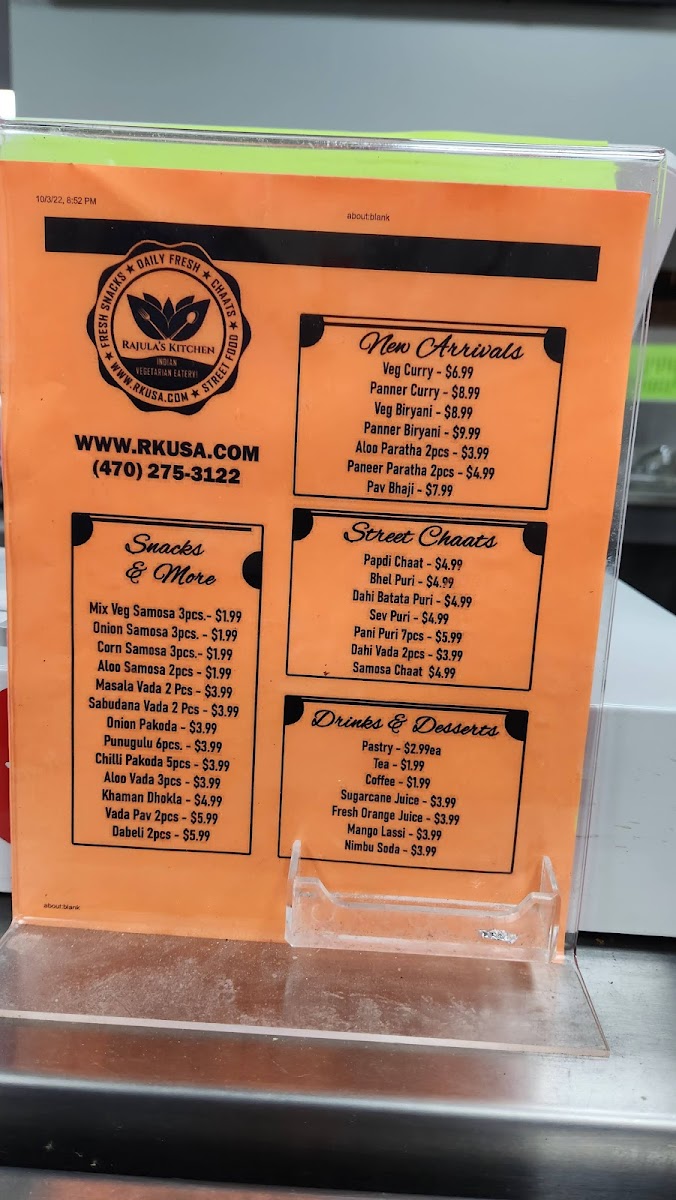 10/3/22, 6:52 PM
about:blank
FRESH SNACKS ★ DAILY FRESH ★ CHAATS ★ STREET FOOD ★ WWW.RKUSA.COM ★
RAJULA'S KITCHEN
INDIAN
VEGETARIAN EATERY!
WWW.RKUSA.COM
(470) 275-3122
Snacks
& More
Mix Veg Samosa 3pcs.- $1.99
Onion Samosa 3pcs. - $1.99
Corn Samosa 3pcs.- $1.99
Aloo Samosa 2pcs - $1.99
Masala Vada 2 Pcs - $3.99
Sabudana Vada 2 Pcs - $3.99
Onion Pakoda - $3.99
Punugulu 6pcs. - $3.99
Chilli Pakoda 5pcs - $3.99
Aloo Vada 3pcs - $3.99
Khaman Dhokla - $4.99
Vada Pav 2pcs - $5.99
Dabeli 2pcs - $5.99
New Arrivals
Veg Curry - $6.99
Panner Curry - $8.99
Veg Biryani - $8.99
Panner Biryani - $9.99
Aloo Paratha 2pcs - $3.99
Paneer Paratha 2pcs - $4.99
Pav Bhaji - $7.99
Street Chaats
Papdi Chaat - $4.99
Bhel Puri - $4.99
Dahi Batata Puri - $4.99
Sev Puri - $4.99
Pani Puri 7pcs - $5.99
Dahi Vada 2pcs - $3.99
Samosa Chaat $4.99
Drinks & Desserts
Pastry - $2.99ea
Tea - $1.99
Coffee - $1.99
Sugarcane Juice - $3.99
Fresh Orange Juice - $3.99
Mango Lassi - $3.99
Nimbu Soda - $3.99
about:blank